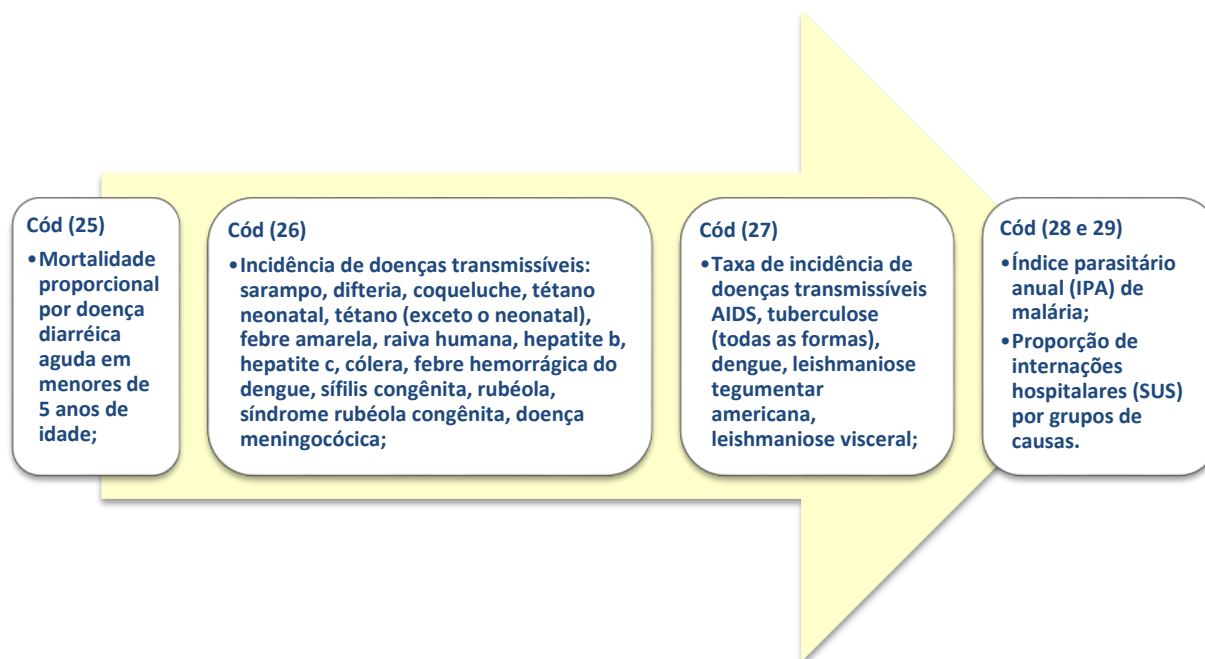 Cód (25)
•Mortalidade
proporcional
por doença
diarréica
aguda em
menores de
5 anos de
idade;
Cód (26)
•Incidência de doenças transmissíveis:
sarampo, difteria, coqueluche, tétano
neonatal, tétano (exceto o neonatal),
febre amarela, raiva humana, hepatite b,
hepatite c, cólera, febre hemorrágica do
dengue, sífilis congênita, rubéola,
síndrome rubéola congênita, doença
meningocócica;
Cód (27)
•Taxa de incidência de
doenças transmissíveis
AIDS, tuberculose
(todas as formas),
dengue, leishmaniose
tegumentar
americana,
leishmaniose visceral;
Cód (28 e 29)
•Índice parasitário
anual (IPA) de
malária;
•Proporção de
internações
hospitalares (SUS)
por grupos de
causas.